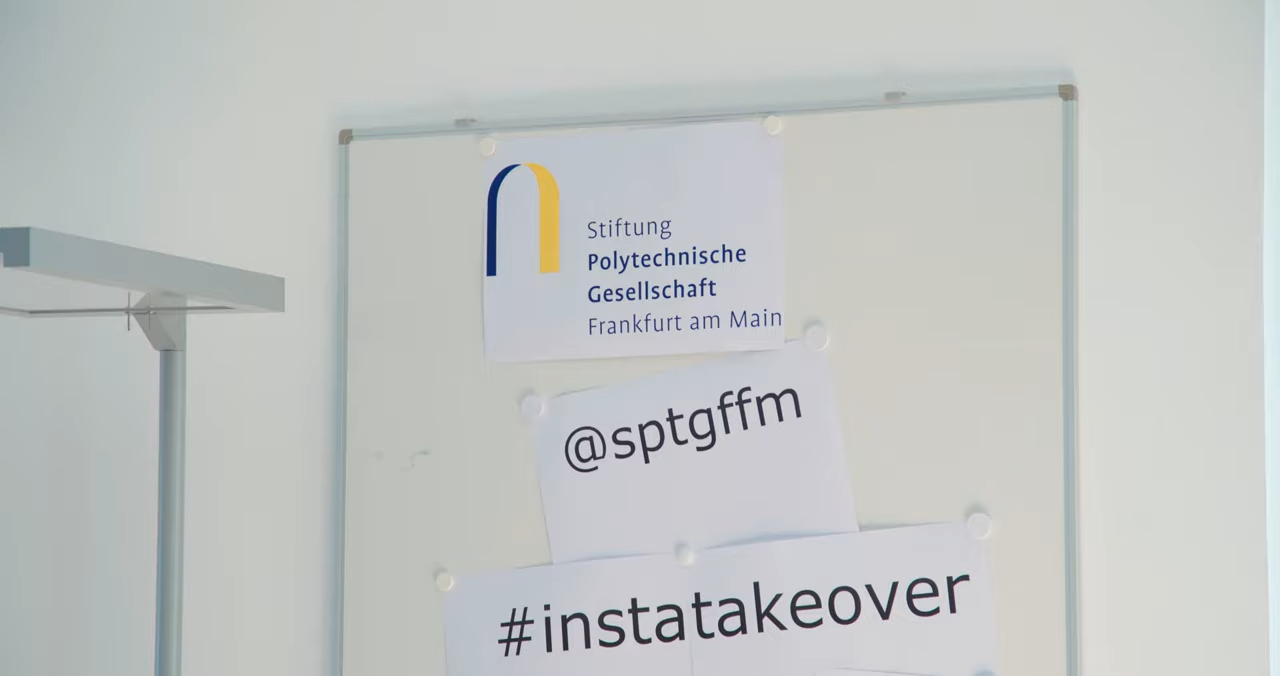 Stiftung
Polytechnische
Gesellschaft
Frankfurt am Main
@sptgffm
#instatakeover